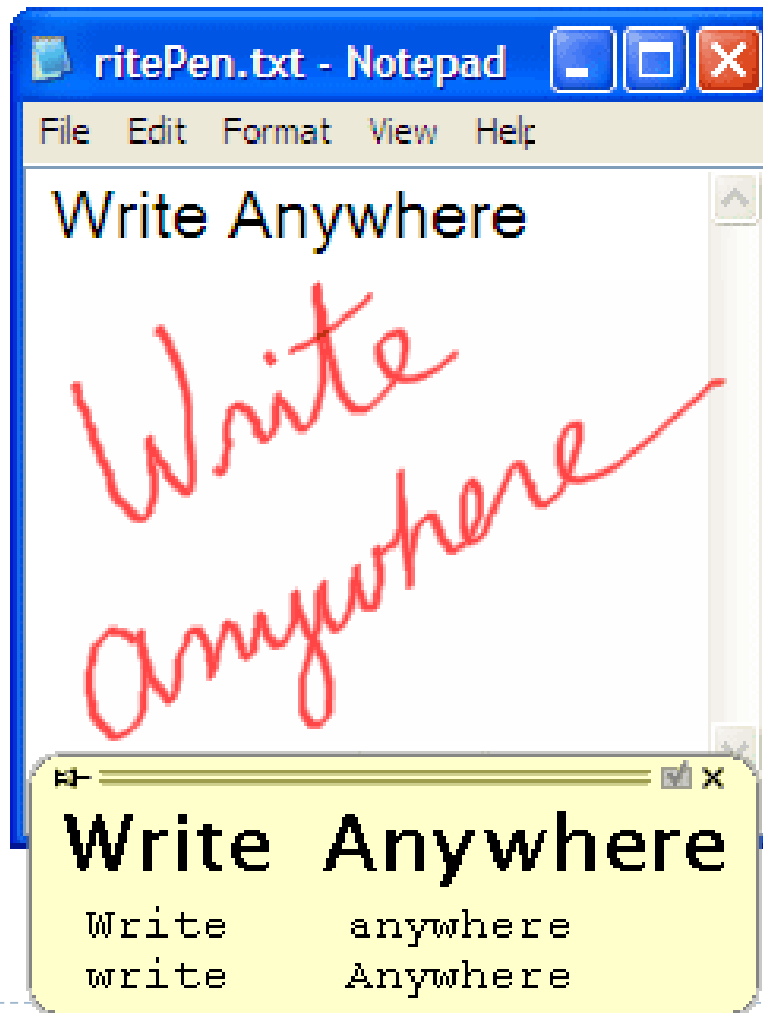 ritePen.txt - Notepad
File Edit Format View Help
Write Anywhere
Write
anywhere
Write Anywhere
Write anywhere
write Anywhere